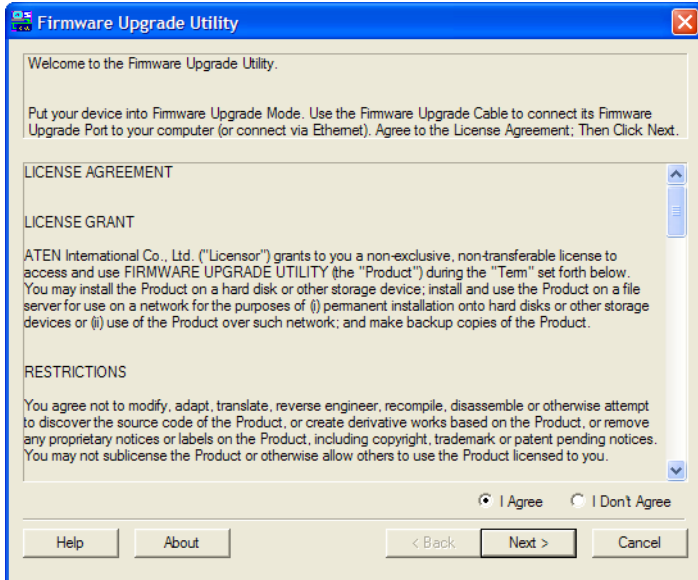 Firmware Upgrade Utility
Welcome to the Firmware Upgrade Utility.
Put your device into Firmware Upgrade Mode. Use the Firmware Upgrade Cable to connect its Firmware
Upgrade Port to your computer (or connect via Ethernet). Agree to the License Agreement; Then Click Next.
LICENSE AGREEMENT
LICENSE GRANT
ATEN International Co., Ltd. ("Licensor") grants to you a non-exclusive, non-transferable license to
access and use FIRMWARE UPGRADE UTILITY (the "Product") during the "Term" set forth below.
You may install the Product on a hard disk or other storage device; install and use the Product on a file
server for use on a network for the purposes of (i) permanent installation onto hard disks or other storage
devices or (ii) use of the Product over such network; and make backup copies of the Product.
RESTRICTIONS
You agree not to modify, adapt, translate, reverse engineer, recompile, disassemble or otherwise attempt
to discover the source code of the Product, or create derivative works based on the Product, or remove
any proprietary notices or labels on the Product, including copyright, trademark or patent pending notices.
You may not sublicense the Product or otherwise allow others to use the Product licensed to you.
I Agree I Don't Agree
Help About < Back Next > Cancel